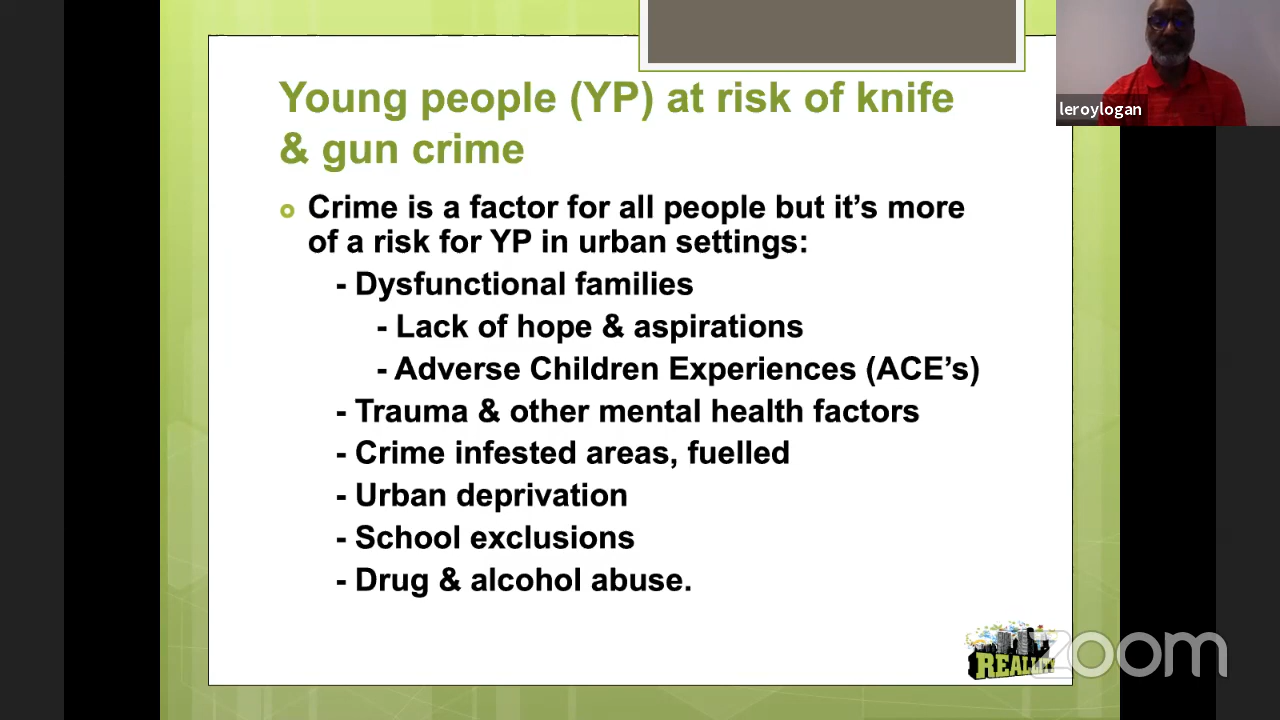 Young people (YP) at risk of knife
& gun crime
leroylogan
Crime is a factor for all people but it’s more
of a risk for YP in urban settings:
- Dysfunctional families
- Lack of hope & aspirations
- Adverse Children Experiences (ACE’s)
- Trauma & other mental health factors
- Crime infested areas, fuelled
- Urban deprivation
- School exclusions
- Drug & alcohol abuse.
REALLITY
zoom